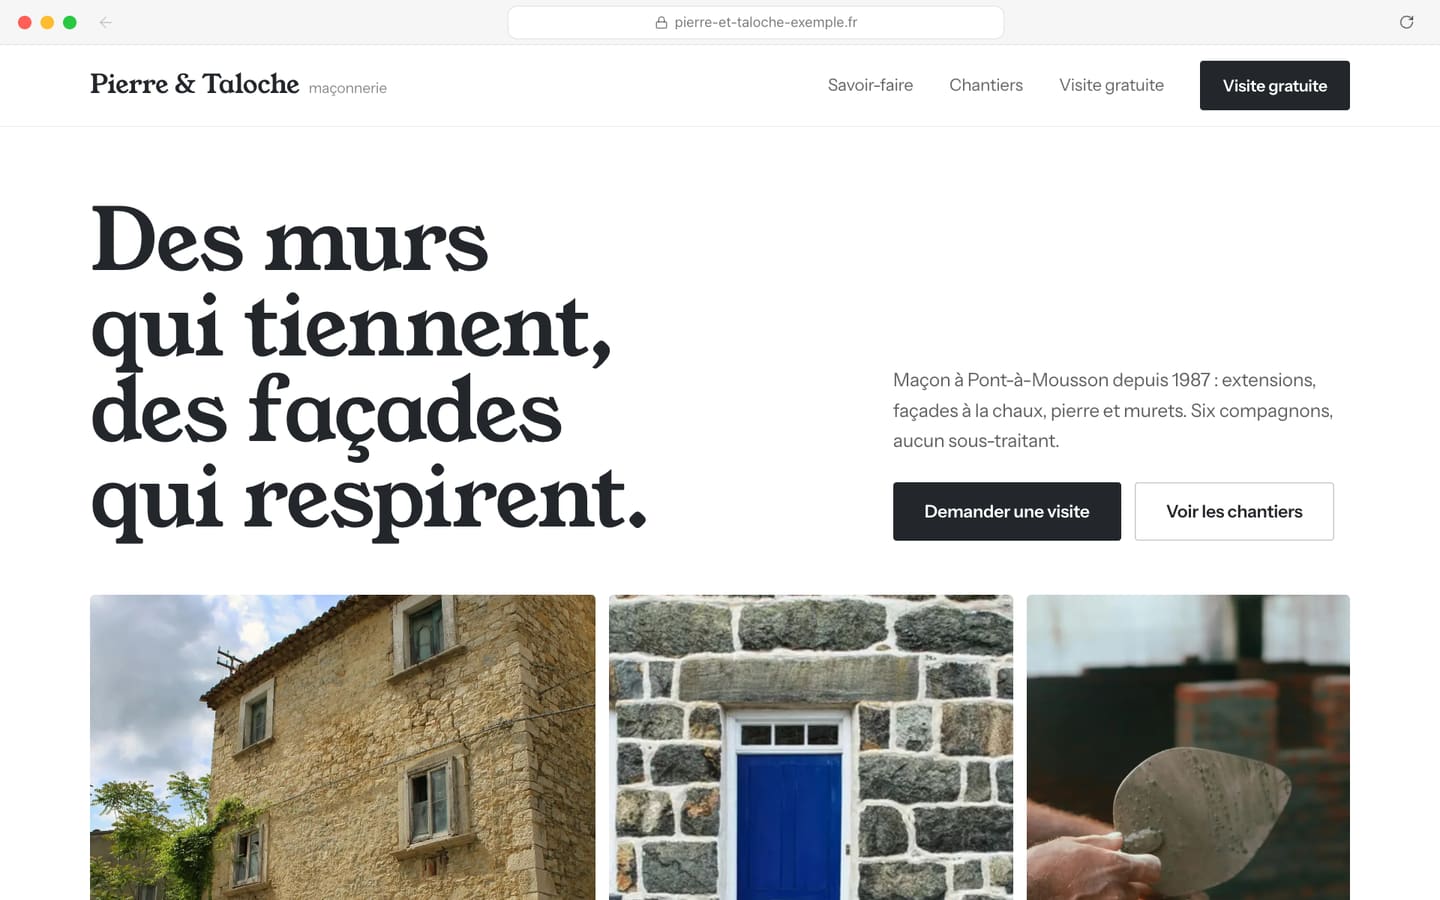 pierre-et-taloche-exemple.fr
Pierre & Taloche maçonnerie
Savoir-faire
Chantiers
Visite gratuite
Visite gratuite
Des murs
qui tiennent,
des façades
qui respirent.
Maçon à Pont-à-Mousson depuis 1987 : extensions,
façades à la chaux, pierre et murets. Six compagnons,
aucun sous-traitant.
Demander une visite
Voir les chantiers